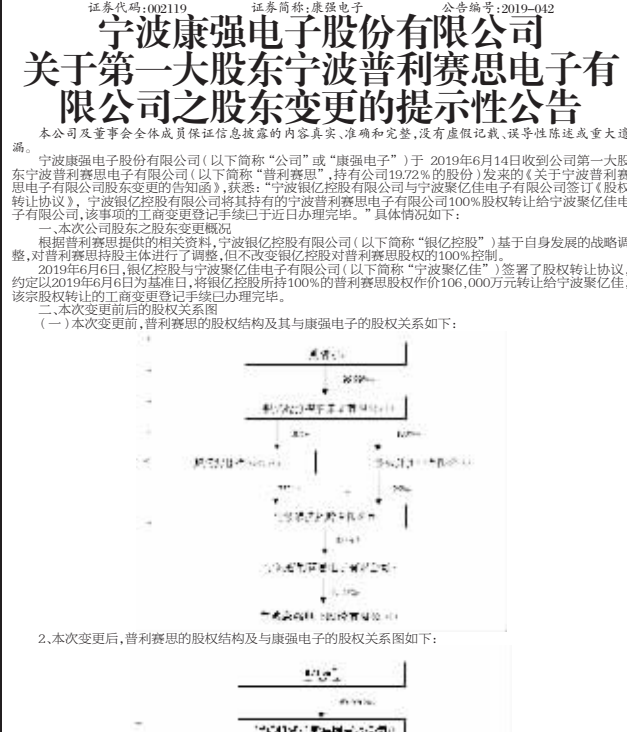 证券代码:002119 证券简称:康强电子 公告编号:2019-042
宁波康强电子股份有限公司
关于第一大股东宁波普利赛思电子有
限公司之股东变更的提示性公告
本公司及董事会全体成员保证信息披露的内容真实、准确和完整,没有虚假记载、误导性陈述或重大遗
漏。
宁波康强电子股份有限公司(以下简称“公司”或“康强电子”)于 2019年6月14日收到公司第一大股
东宁波普利赛思电子有限公司(以下简称“普利赛思”,持有公司19.72%的股份)发来的《关于宁波普利赛
思电子有限公司股东变更的告知函》,获悉:“宁波银亿控股有限公司与宁波聚亿佳电子有限公司签订《股权
转让协议》, 宁波银亿控股有限公司将其持有的宁波普利赛思电子有限公司100%股权转让给宁波聚亿佳电
子有限公司,该事项的工商变更登记手续已于近日办理完毕。”具体情况如下:
一、本次公司股东之股东变更概况
根据普利赛思提供的相关资料,宁波银亿控股有限公司(以下简称“银亿控股”)基于自身发展的战略调
整,对普利赛思持股主体进行了调整,但不改变银亿控股对普利赛思股权的100%控制。
2019年6月6日,银亿控股与宁波聚亿佳电子有限公司(以下简称“宁波聚亿佳”)签署了股权转让协议,
约定以2019年6月6日为基准日,将银亿控股所持100%的普利赛思股权作价106,000万元转让给宁波聚亿佳,
该宗股权转让的工商变更登记手续已办理完毕。
二、本次变更前后的股权关系图
(一)本次变更前,普利赛思的股权结构及其与康强电子的股权关系如下:
2、本次变更后,普利赛思的股权结构及与康强电子的股权关系图如下: